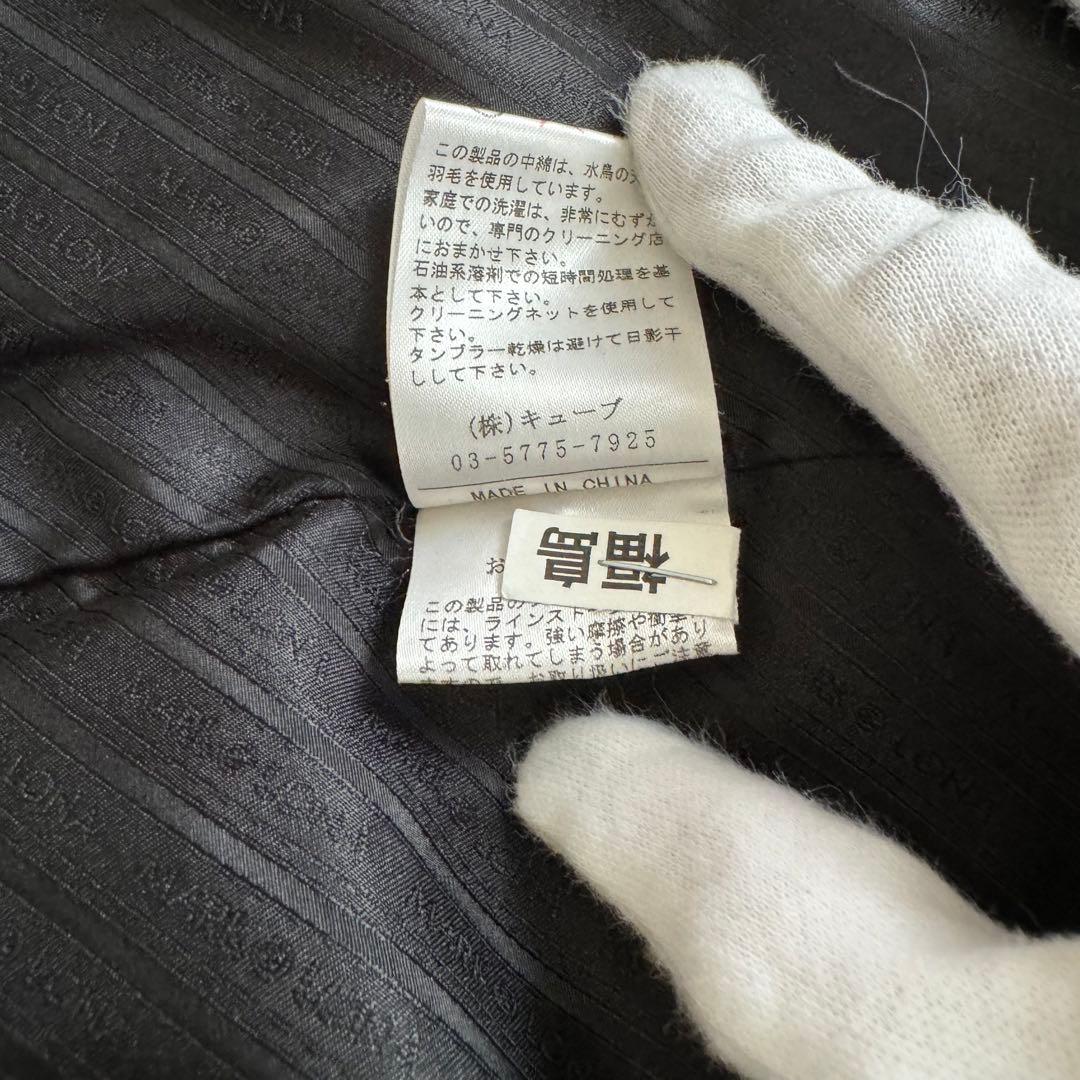 この製品の中綿は、水鳥の天
羽毛を使用しています。
家庭での洗濯は、非常にむずか
いので、専門のクリーニング店
におまかせ下さい。
石油系溶剤での短時間処理を基
本として下さい。
クリーニングネットを使用して
下さい。
タンブラー乾燥は避けて日影干
しして下さい。
(株)キューブ
03-5775-7925
MADE IN CHINA
福島
お
この製品の
には、ラインスト
てあります。強い摩擦や衝撃
よって取れてしまう場合があり
LONA